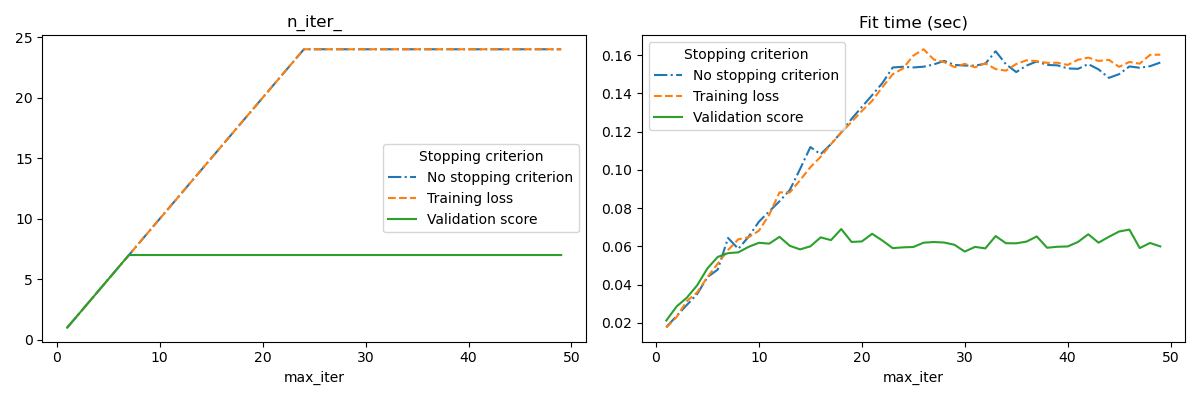 n_iter_
25
20
15
10
5
0
Stopping criterion
No stopping criterion
Training loss
Validation score
0 10 20 30 40 50
max_iter
Fit time (sec)
0.16
0.14
0.12
0.10
0.08
0.06
0.04
0.02
Stopping criterion
No stopping criterion
Training loss
Validation score
0 10 20 30 40 50
max_iter